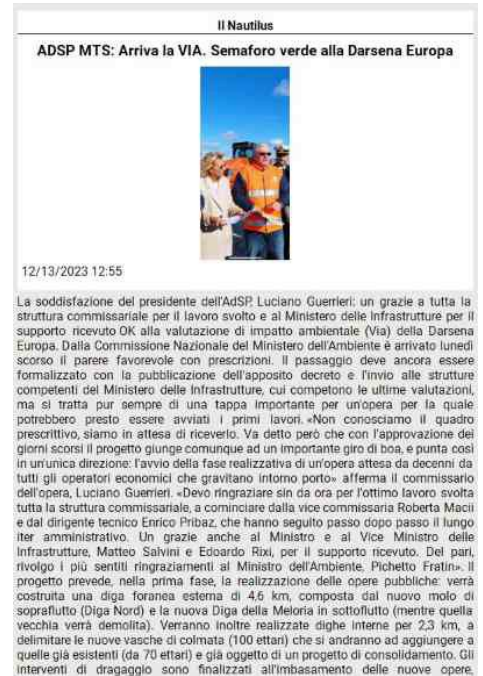 Il Nautilus
ADSP MTS: Arriva la VIA. Semaforo verde alla Darsena Europa
12/13/2023 12:55
La soddisfazione del presidente dell'AdSP, Luciano Guerrieri: un grazie a tutta la
struttura commissariale per il lavoro svolto e al Ministero delle Infrastrutture per il
supporto ricevuto OK alla valutazione di impatto ambientale (Via) della Darsena
Europa. Dalla Commissione Nazionale del Ministero dell'Ambiente è arrivato lunedì
scorso il parere favorevole con prescrizioni. Il passaggio deve ancora essere
formalizzato con la pubblicazione dell'apposito decreto e l'invio alle strutture
competenti del Ministero delle Infrastrutture, cui competono le ultime valutazioni,
ma si tratta pur sempre di una tappa importante per un'opera per la quale
potrebbero presto essere avviati i primi lavori. «Non conosciamo il quadro
prescrittivo, siamo in attesa di riceverlo. Va detto però che con l'approvazione dei
giorni scorsi il progetto giunge comunque ad un importante giro di boa, e punta così
in un'unica direzione: l'avvio della fase realizzativa di un'opera attesa da decenni da
tutti gli operatori economici che gravitano intorno porto» afferma il commissario
dell'opera, Luciano Guerrieri. «Devo ringraziare sin da ora per l'ottimo lavoro svolta
tutta la struttura commissariale, a cominciare dalla vice commissaria Roberta Macii
e dal dirigente tecnico Enrico Pribaz, che hanno seguito passo dopo passo il lungo
iter amministrativo. Un grazie anche al Ministro e al Vice Ministro delle
Infrastrutture, Matteo Salvini e Edoardo Rixi, per il supporto ricevuto. Del pari,
rivolgo i più sentiti ringraziamenti al Ministro dell'Ambiente, Pichetto Fratin». Il
progetto prevede, nella prima fase, la realizzazione delle opere pubbliche: verrà
costruita una diga foranea esterna di 4,6 km, composta dal nuovo molo di
sopraflutto (Diga Nord) e la nuova Diga della Meloria in sottoflutto (mentre quella
vecchia verrà demolita). Verranno inoltre realizzate dighe interne per 2,3 km, a
delimitare le nuove vasche di colmata (100 ettari) che si andranno ad aggiungere a
quelle già esistenti (da 70 ettari) e già oggetto di un progetto di consolidamento. Gli
interventi di dragaggio sono finalizzati all'imbasamento delle nuove opere,